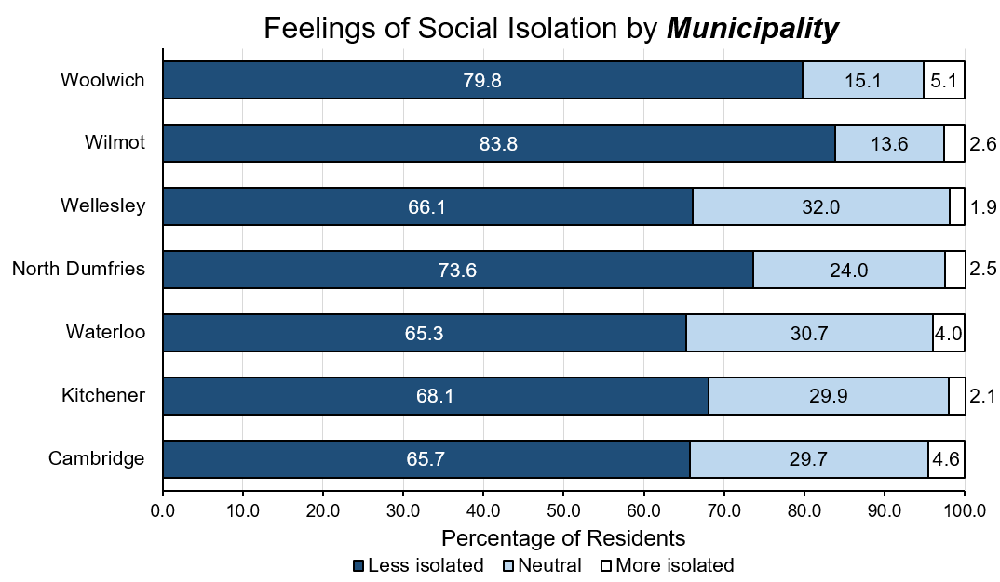 Feelings of Social Isolation by Municipality
Woolwich 79.8 15.1 5.1
Wilmot 83.8 13.6 2.6
Wellesley 66.1 32.0 1.9
North Dumfries 73.6 24.0 2.5
Waterloo 65.3 30.7 4.0
Kitchener 68.1 29.9 2.1
Cambridge 65.7 29.7 4.6
0.0 10.0 20.0 30.0 40.0 50.0 60.0 70.0 80.0 90.0 100.0
Percentage of Residents
Less isolated Neutral More isolated